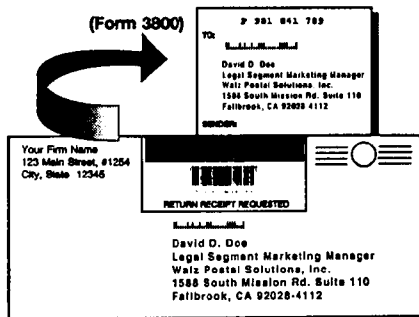 (Form 3800)
P 901 041 789
TO:
David D. Doe
Legal Segment Marketing Manager
Walz Postal Solutions, Inc.
1588 South Mission Rd. Suite 110
Fallbrook, CA 92028-4112
SENDER:
Your Firm Name
123 Main Street, #1254
City, State 12345
RETURN RECEIPT REQUESTED
David D. Doe
Legal Segment Marketing Manager
Walz Postal Solutions, Inc.
1588 South Mission Rd. Suite 110
Fallbrook, CA 92028-4112